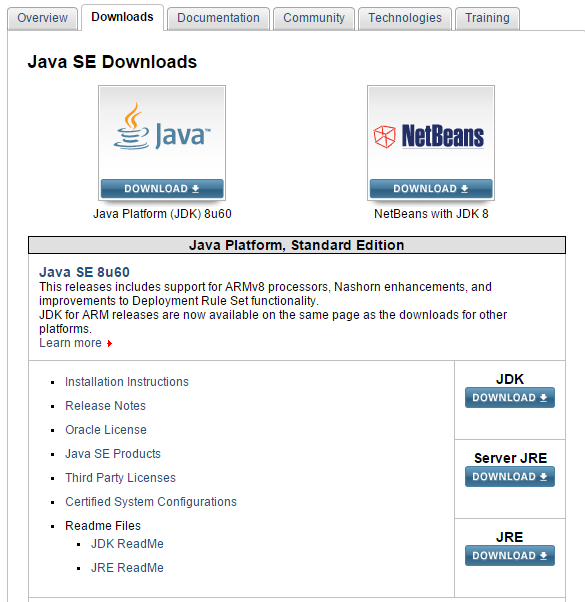 Overview Downloads Documentation Community Technologies Training
Java SE Downloads
Java™ NetBeans
DOWNLOAD DOWNLOAD
Java Platform (JDK) 8u60 NetBeans with JDK 8
Java Platform, Standard Edition
Java SE 8u60
This releases includes support for ARMv8 processors, Nashorn enhancements, and
improvements to Deployment Rule Set functionality.
JDK for ARM releases are now available on the same page as the downloads for other
platforms.
Learn more
Installation Instructions
Release Notes
Oracle License
Java SE Products
Third Party Licenses
Certified System Configurations
Readme Files
JDK ReadMe
JRE ReadMe
JDK
DOWNLOAD
Server JRE
DOWNLOAD
JRE
DOWNLOAD